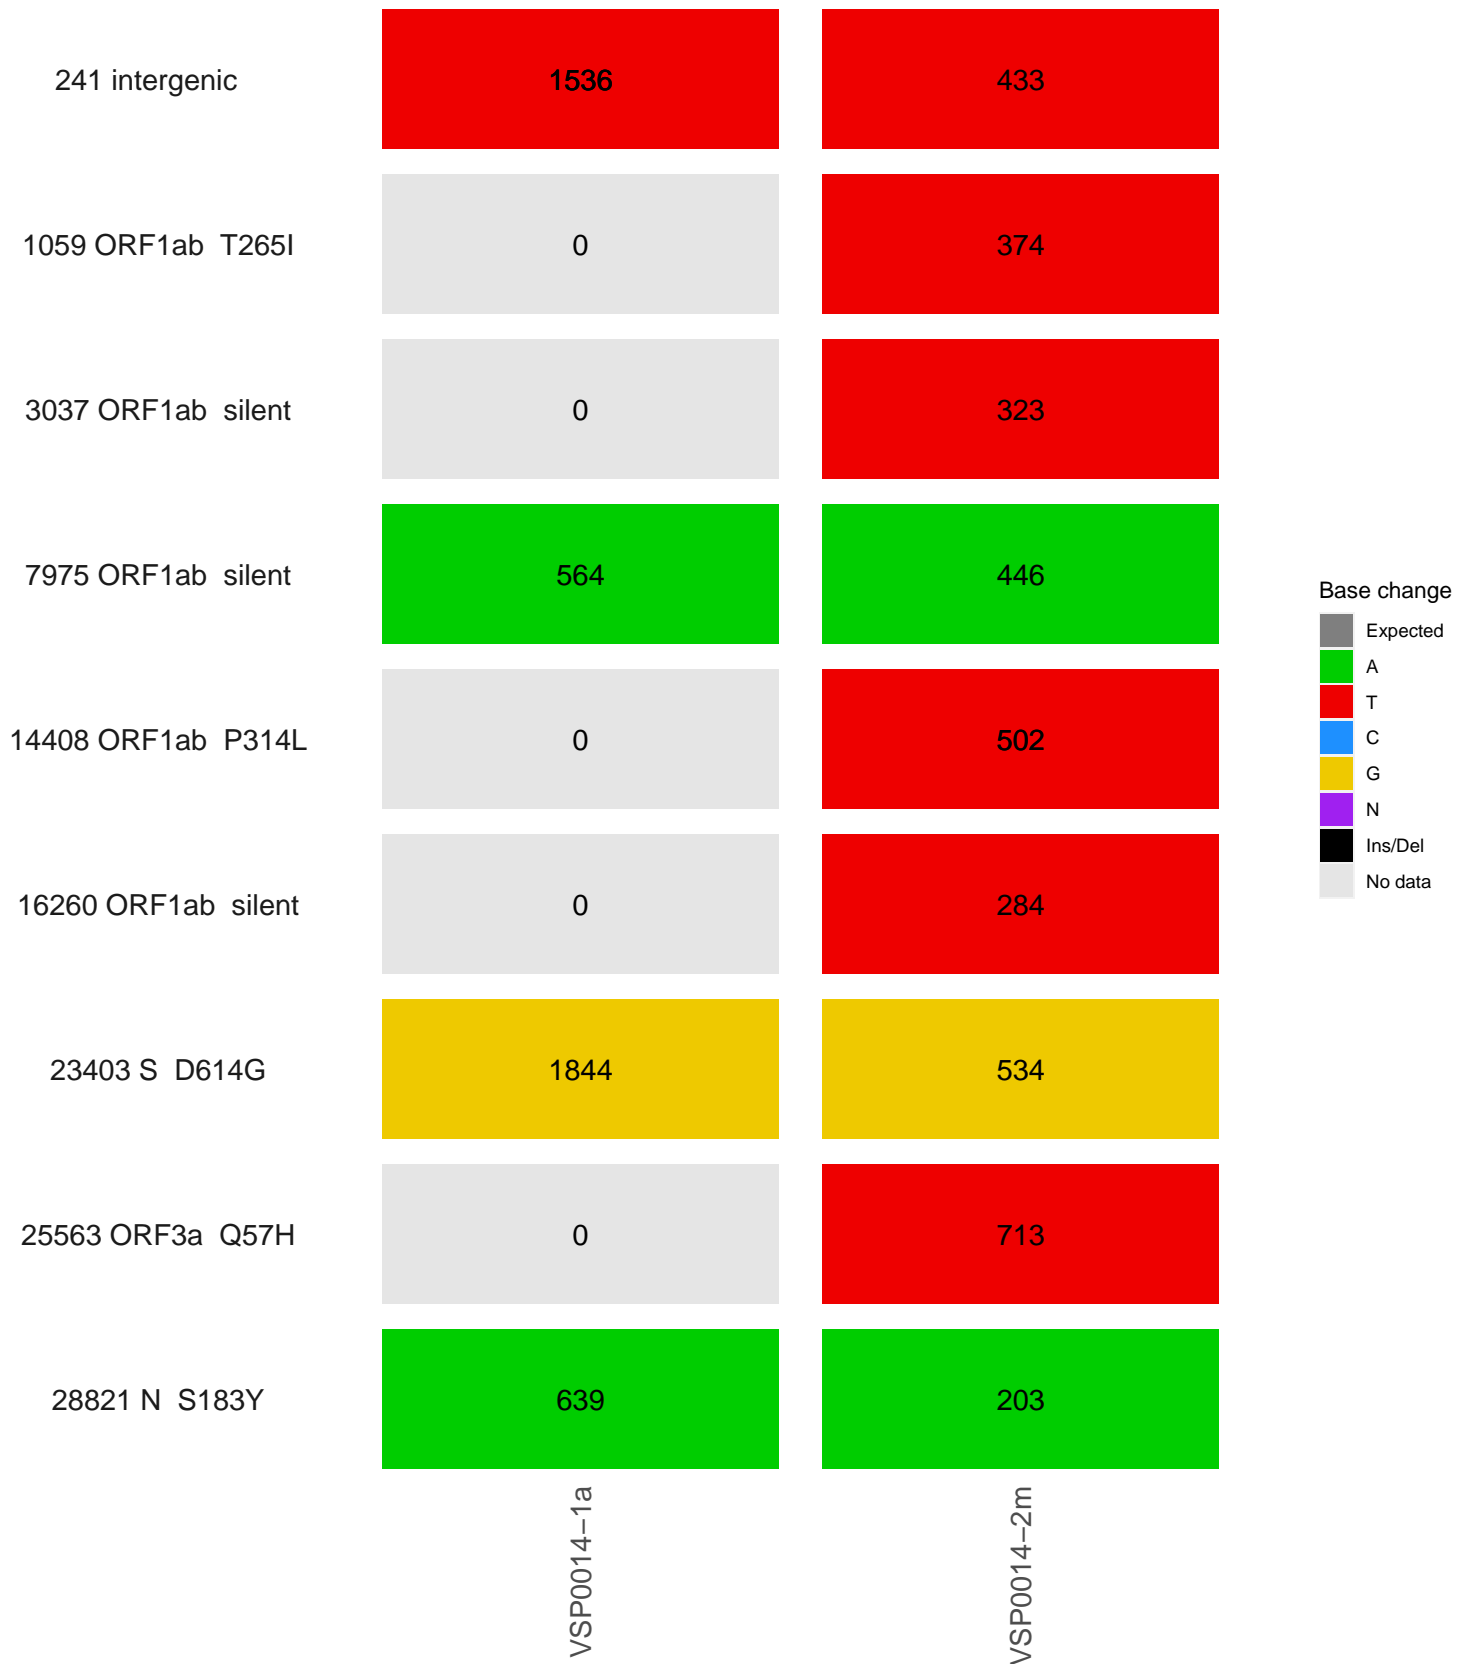 241 intergenic 1536 433
1059 ORF1ab  T265I 0 374
3037 ORF1ab  silent 0 323
7975 ORF1ab  silent 564 446
14408 ORF1ab  P314L 0 502
16260 ORF1ab  silent 0 284
23403 S  D614G 1844 534
25563 ORF3a  Q57H 0 713
28821 N  S183Y 639 203
VSP0014−1a
VSP0014−2m
Base change
Expected
A
T
C
G
N
Ins/Del
No data